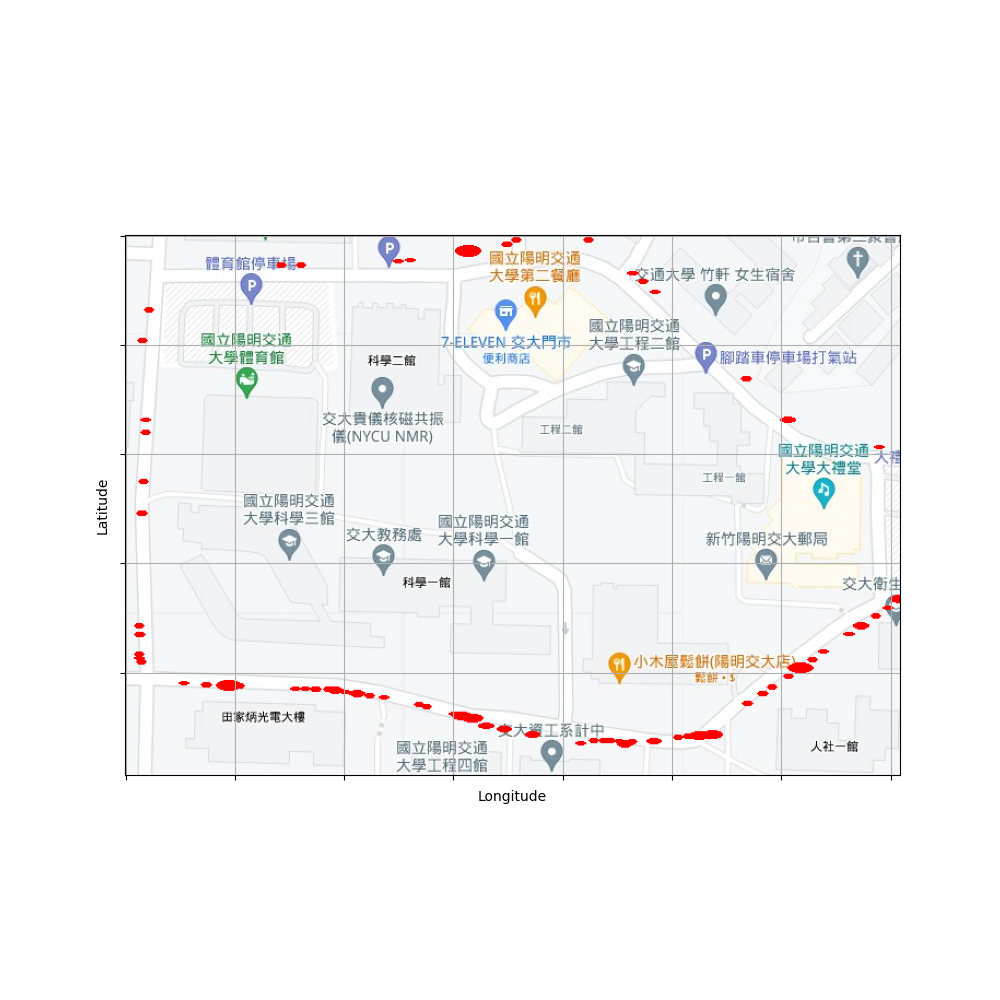 體育館停車場
P
P
國立陽明交通
大學第二餐廳
交通大學 竹軒 女生宿舍
國立陽明交通
大學體育館
7-ELEVEN 交大門市
便利商店
國立陽明交通
大學工程二館
P
腳踏車停車場打氣站
科學二館
交大貴儀核磁共振
儀(NYCU NMR)
工程二館
國立陽明交通
大學大禮堂
大禮
工程一館
國立陽明交通
大學科學三館
交大教務處
國立陽明交通
大學科學一館
新竹陽明交大郵局
科學一館
交大衛生
小木屋鬆餅(陽明交大店)
鬆餅・$
田家炳光電大樓
交大資工系計中
國立陽明交通
大學工程四館
人社一館
Latitude
Longitude